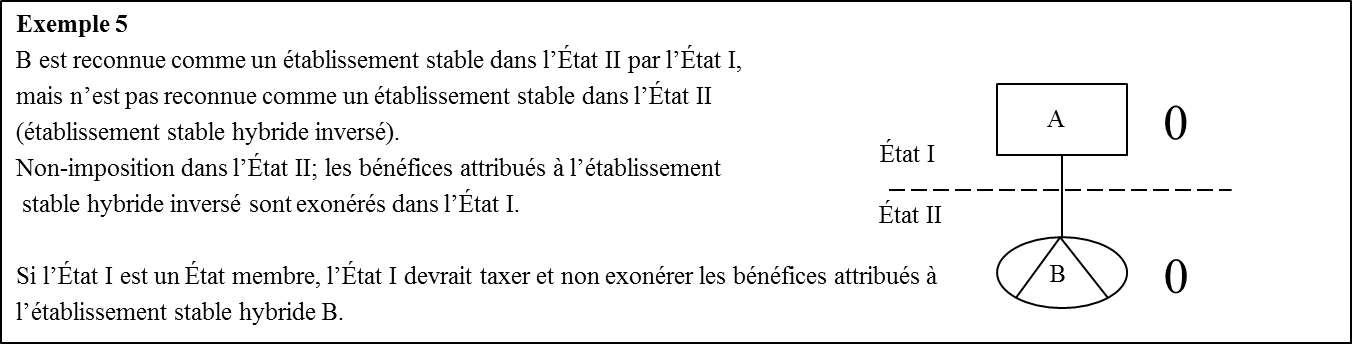 Exemple 5
B est reconnue comme un établissement stable dans l’État II par l’État I,
mais n’est pas reconnue comme un établissement stable dans l’État II
(établissement stable hybride inversé).
Non-imposition dans l’État II; les bénéfices attribués à l’établissement
stable hybride inversé sont exonérés dans l’État I.
Si l’État I est un État membre, l’État I devrait taxer et non exonérer les bénéfices attribués à
l’établissement stable hybride B.
A
0
État I
État II
B
0